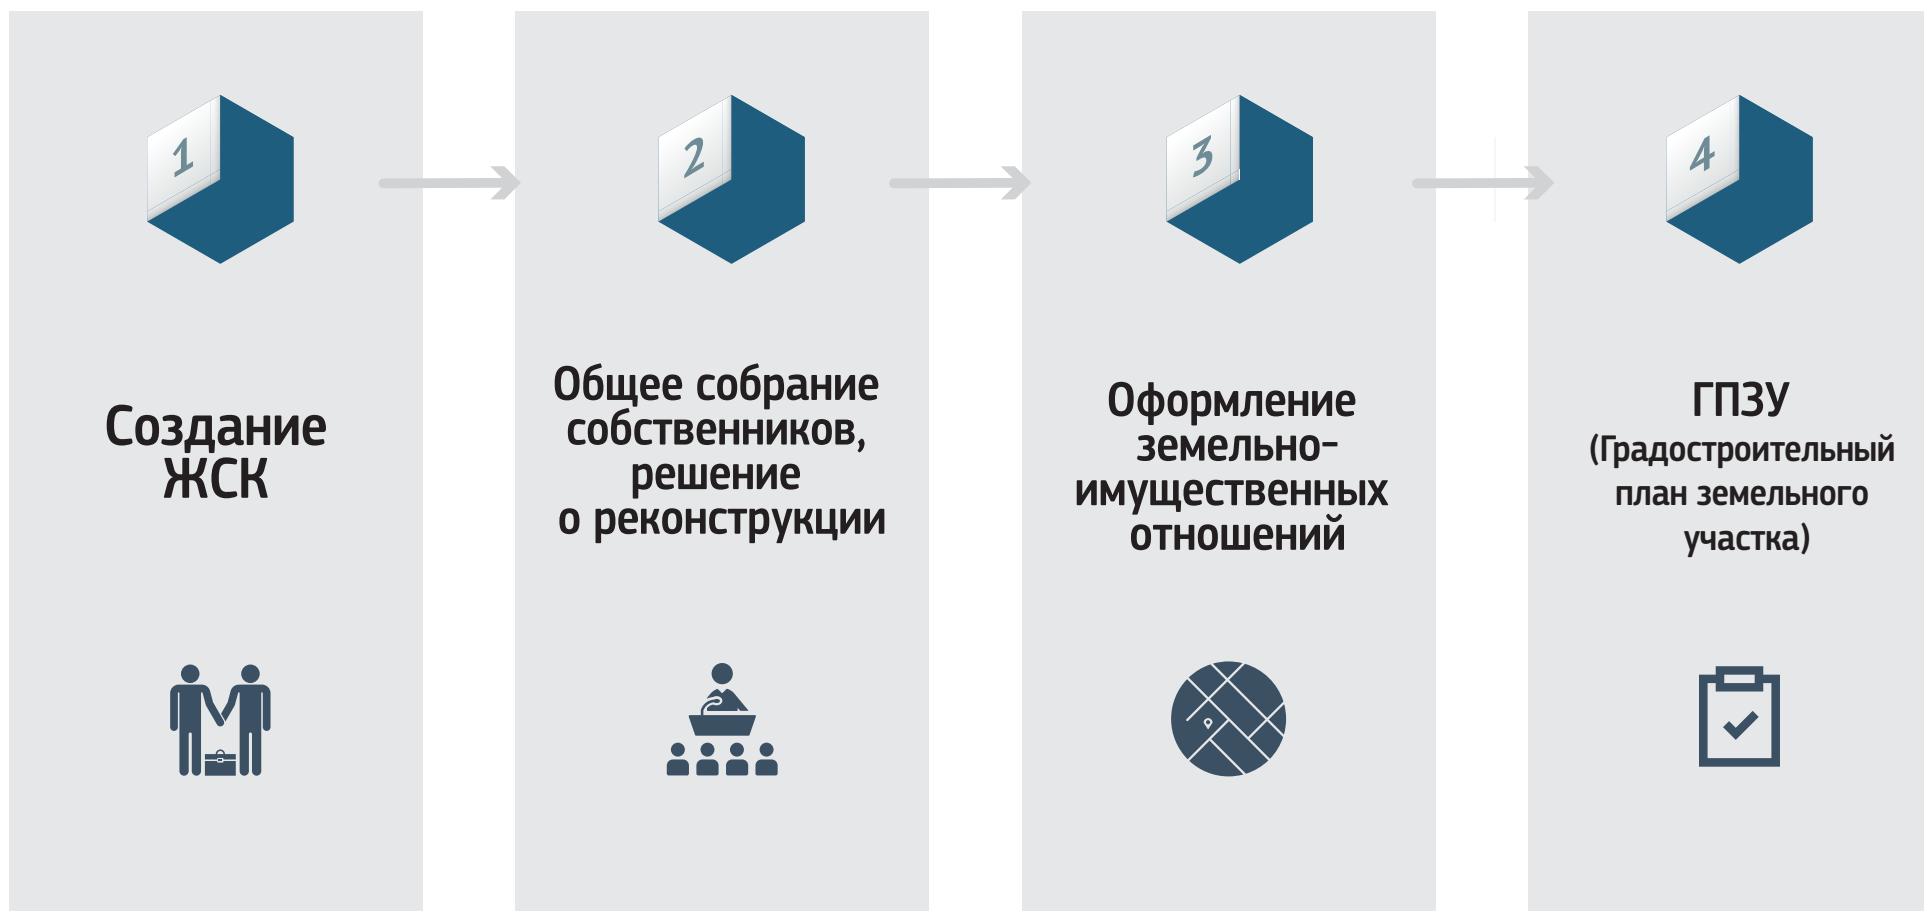 1
Создание
ЖСК
2
Общее собрание
собственников,
решение
о реконструкции
3
Оформление
земельно-
имущественных
отношений
4
ГПЗУ
(Градостроительный
план земельного
участка)